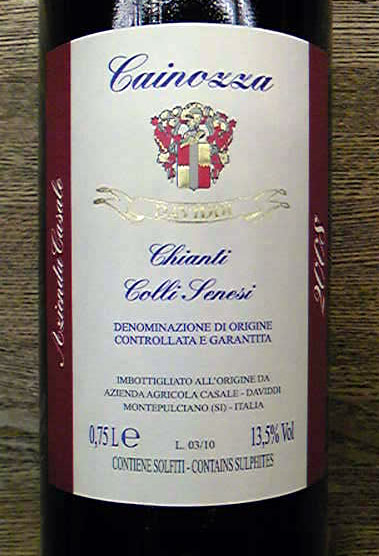 Cainozza
DAVIDDI
Chianti
Colli Senesi
DENOMINAZIONE DI ORIGINE
CONTROLLATA E GARANTITA
IMBOTTIGLIATO ALL'ORIGINE DA
AZIENDA AGRICOLA CASALE - DAVIDDI
MONTEPULCIANO (SI) - ITALIA
0,75 L e L. 03/10 13,5% Vol
CONTIENE SOLFITI - CONTAINS SULPHITES
Azienda Casale
2008